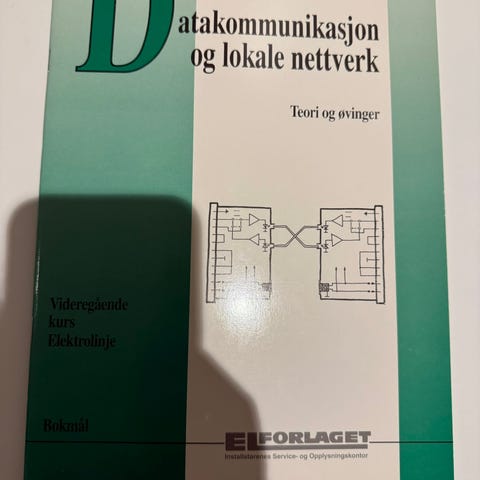 Datakommunikasjon
og lokale nettverk
Teori og øvinger
Videregående
kurs
Elektrolinje
Bokmål
ELFORLAGET
Installatørenes Service- og Opplysningskontor